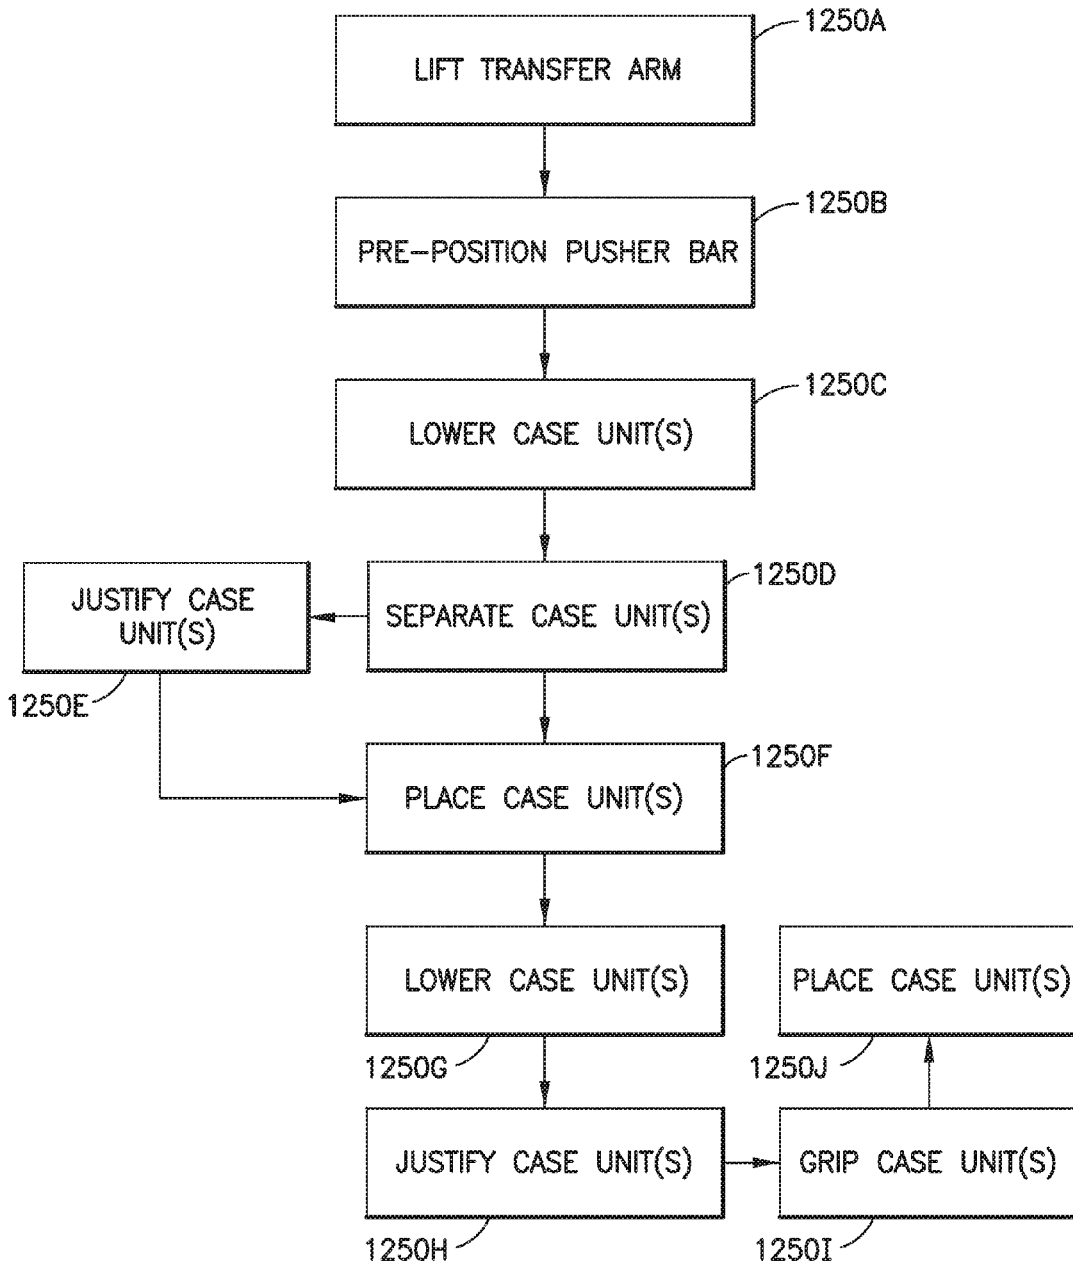 1250A
LIFT TRANSFER ARM
1250B
PRE-POSITION PUSHER BAR
1250C
LOWER CASE UNIT(S)
1250D
JUSTIFY CASE
UNIT(S)
SEPARATE CASE UNIT(S)
1250E
1250F
PLACE CASE UNIT(S)
LOWER CASE UNIT(S)
PLACE CASE UNIT(S)
1250G
1250J
JUSTIFY CASE UNIT(S)
GRIP CASE UNIT(S)
1250H
1250I